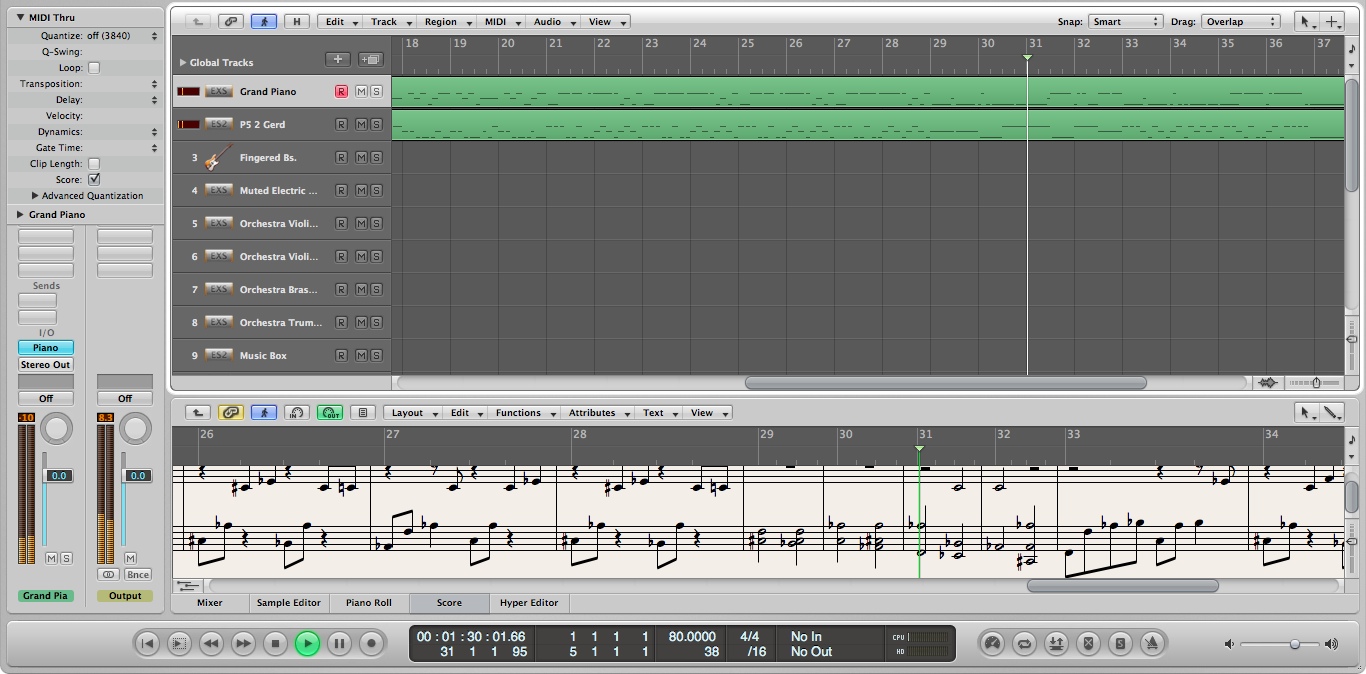 MIDI Thru
Quantize: off (3840)
Q-Swing:
Loop:
Transposition:
Delay:
Velocity:
Dynamics:
Gate Time:
Clip Length:
Score:
Advanced Quantization
Grand Piano
Sends
I/O
Piano
Stereo Out
Off Off
-10 8.3
0.0 0.0
M S M
Bnce
Grand Pia Output
H Edit Track Region MIDI Audio View Snap: Smart Drag: Overlap
Global Tracks
18 19 20 21 22 23 24 25 26 27 28 29 30 31 32 33 34 35 36 37
EXS Grand Piano R M S
ES2 P5 2 Gerd R M S
3 Fingered Bs. R M S
4 EXS Muted Electric ... R M S
5 EXS Orchestra Violi... R M S
6 EXS Orchestra Violi... R M S
7 EXS Orchestra Bras... R M S
8 EXS Orchestra Trum... R M S
9 ES2 Music Box R M S
IN OUT Layout Edit Functions Attributes Text View
26 27 28 29 30 31 32 33 34
Mixer Sample Editor Piano Roll Score Hyper Editor
00 : 01 : 30 : 01.66 1 1 1 1 80.0000 4/4 No In CPU
31 1 1 95 5 1 1 1 38 /16 No Out HD
S